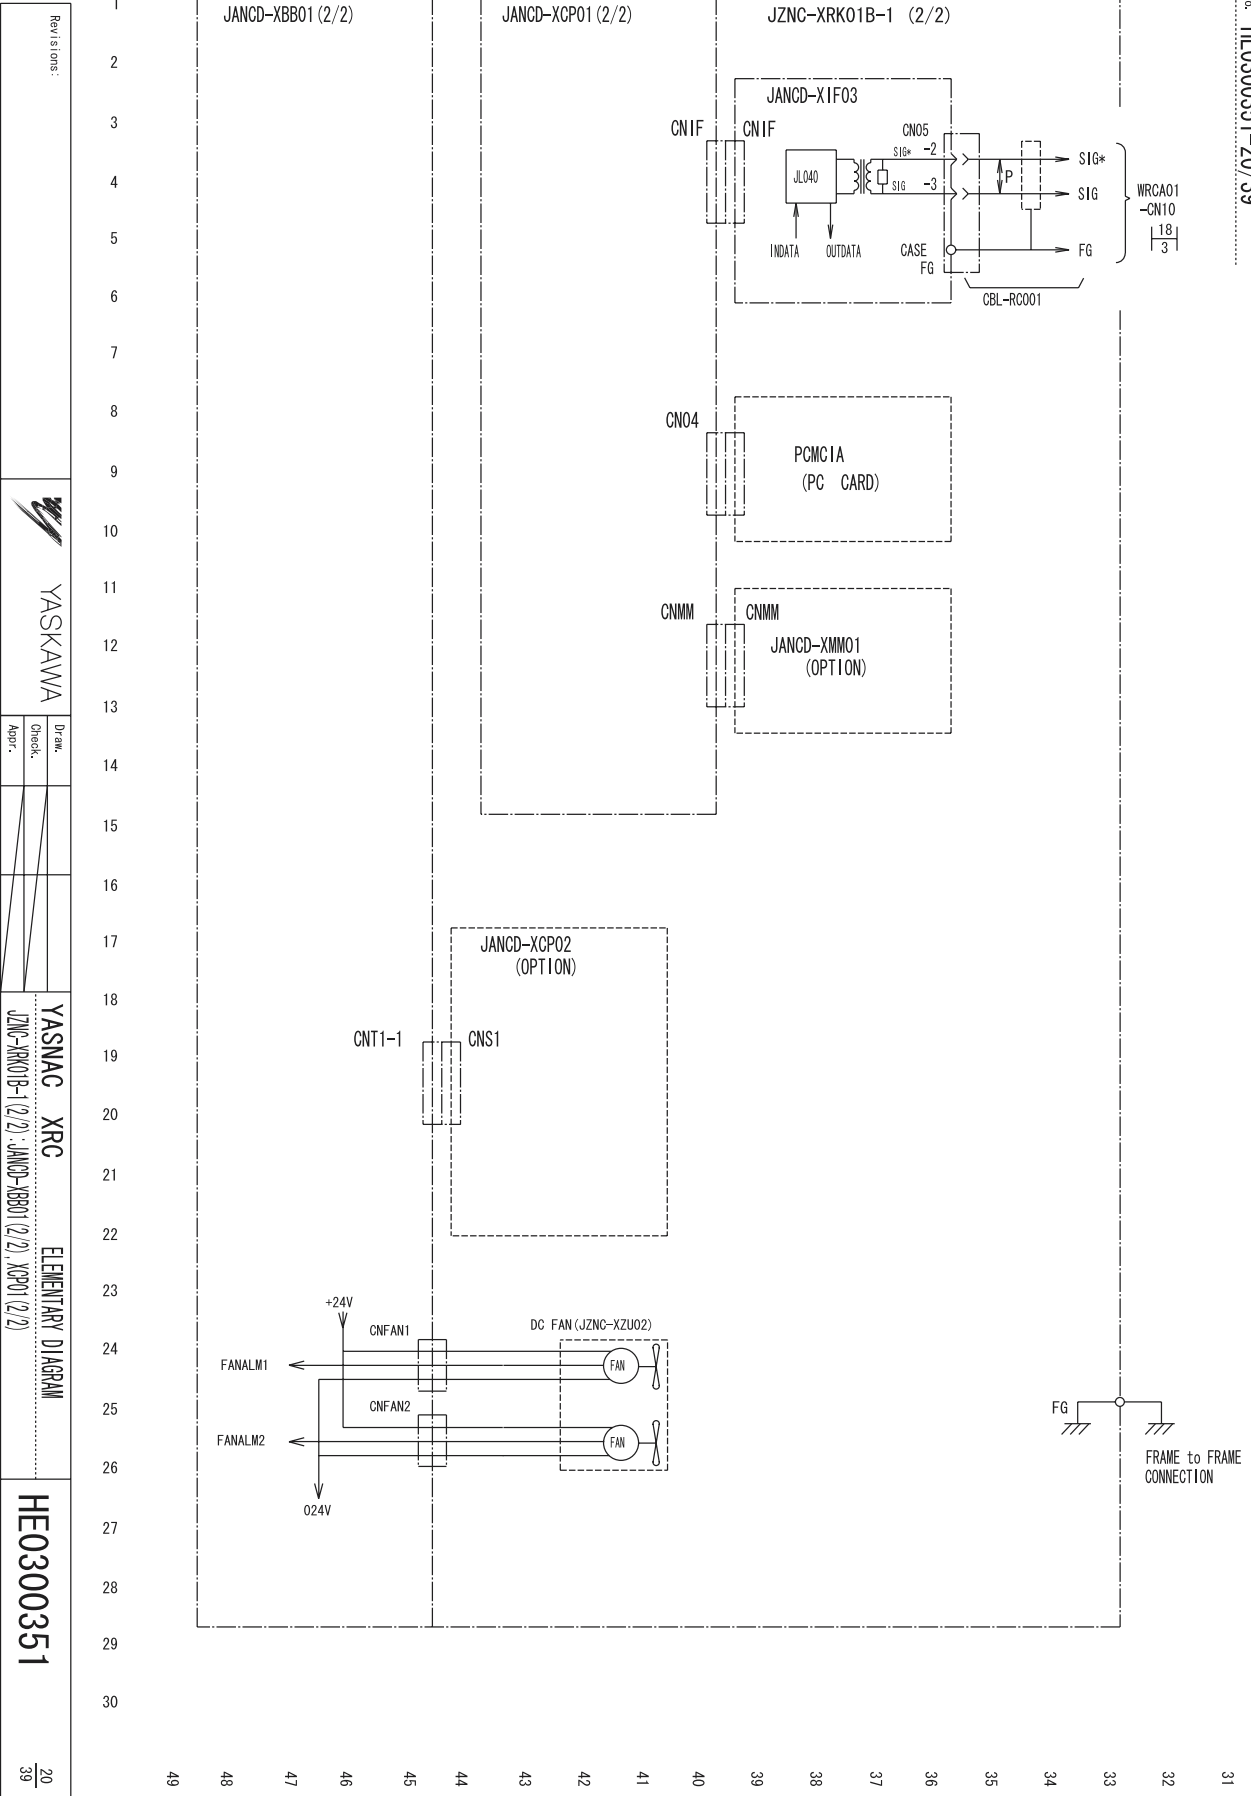 JANCD-XBB01(2/2)
JANCD-XCP01(2/2)
JZNC-XRK01B-1 (2/2)
HE0300351-20/39
Revisions:
1
2
3
4
5
6
7
8
9
10
11
12
13
14
15
16
17
18
19
20
21
22
23
24
25
26
27
28
29
30
JANCD-XIF03
CNIF
CNIF
CN05
JL040
SIG* -2
SIG -3
P
SIG*
SIG
INDATA
OUTDATA
CASE
FG
FG
WRCA01
-CN10
18
3
CBL-RC001
CN04
PCMCIA
(PC CARD)
CNMM
CNMM
JANCD-XMM01
(OPTION)
JANCD-XCP02
(OPTION)
CNT1-1
CNS1
+24V
CNFAN1
DC FAN(JZNC-XZU02)
FANALM1
FAN
CNFAN2
FANALM2
FAN
024V
FG
FRAME to FRAME
CONNECTION
YASKAWA
Draw.
Check.
Appr.
YASNAC XRC ELEMENTARY DIAGRAM
JZNC-XRK01B-1(2/2):JANCD-XBB01(2/2), XCP01(2/2)
HE0300351
20
39
49
48
47
46
45
44
43
42
41
40
39
38
37
36
35
34
33
32
31